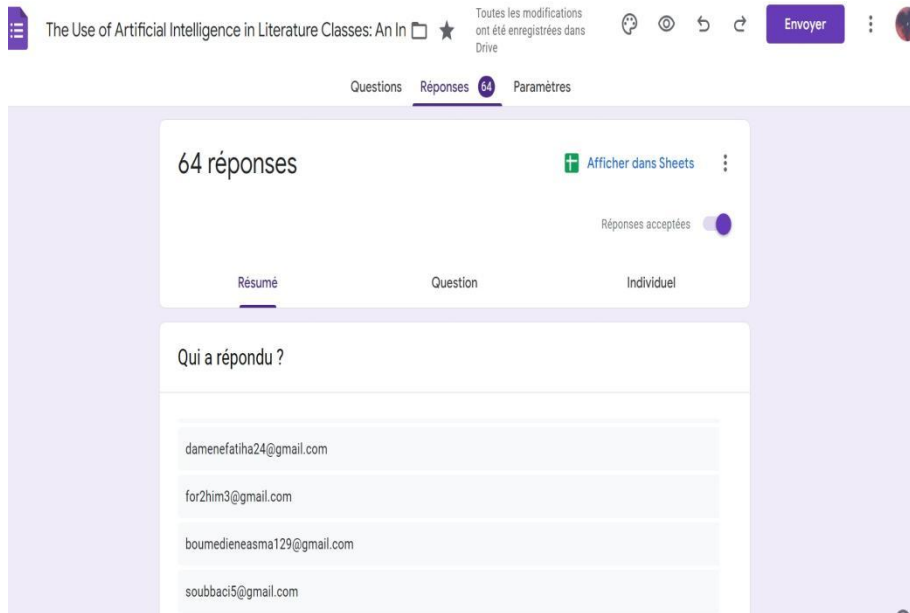 The Use of Artificial Intelligence in Literature Classes: An In
Toutes les modifications
ont été enregistrées dans
Drive
Envoyer
Questions Réponses 64 Paramètres
64 réponses
Afficher dans Sheets
Réponses acceptées
Résumé Question Individuel
Qui a répondu ?
damenefatiha24@gmail.com
for2him3@gmail.com
boumedieneasma129@gmail.com
soubbaci5@gmail.com